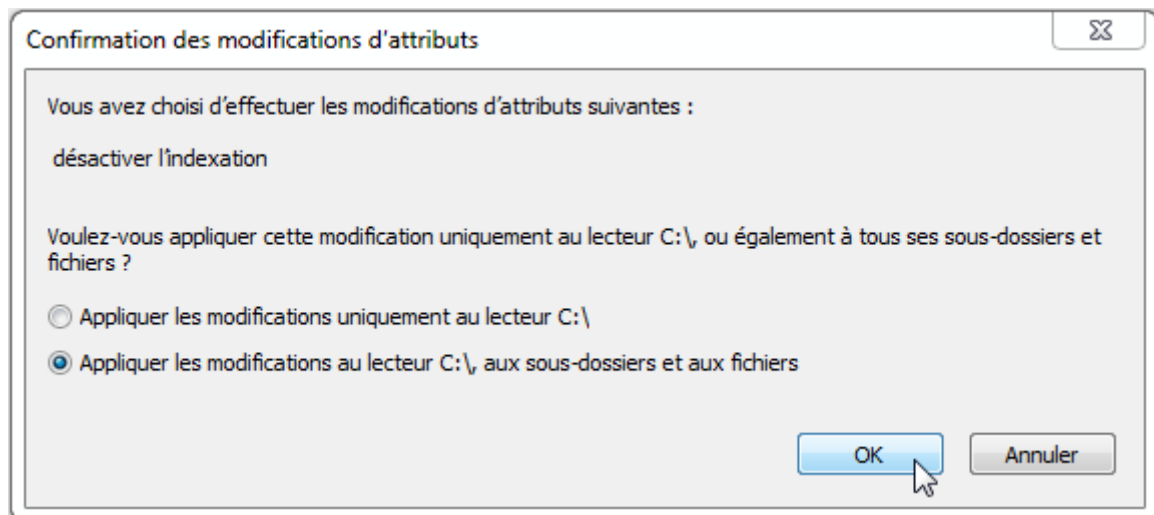 Confirmation des modifications d'attributs
Vous avez choisi d’effectuer les modifications d’attributs suivantes :
désactiver l’indexation
Voulez-vous appliquer cette modification uniquement au lecteur C:\, ou également à tous ses sous-dossiers et
fichiers ?
Appliquer les modifications uniquement au lecteur C:\
Appliquer les modifications au lecteur C:\, aux sous-dossiers et aux fichiers
OK
Annuler